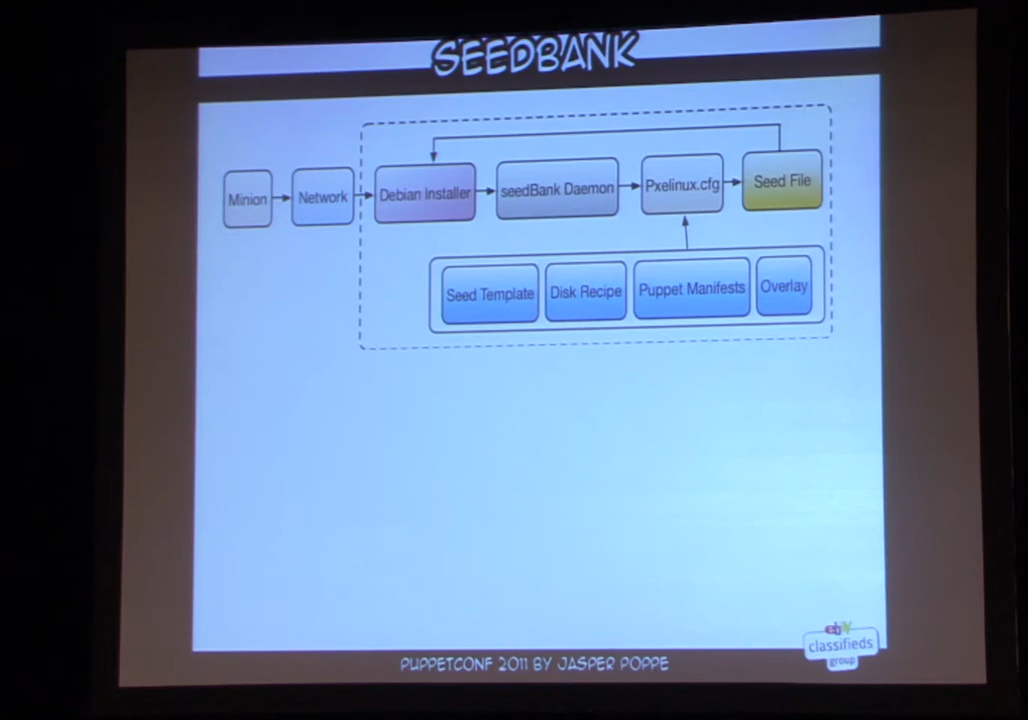 SEEDBANK
Minion
Network
Debian Installer
seedBank Daemon
Pxelinux.cfg
Seed File
Seed Template
Disk Recipe
Puppet Manifests
Overlay
classifieds
group
PUPPETCONF 2011 BY JASPER POPPE